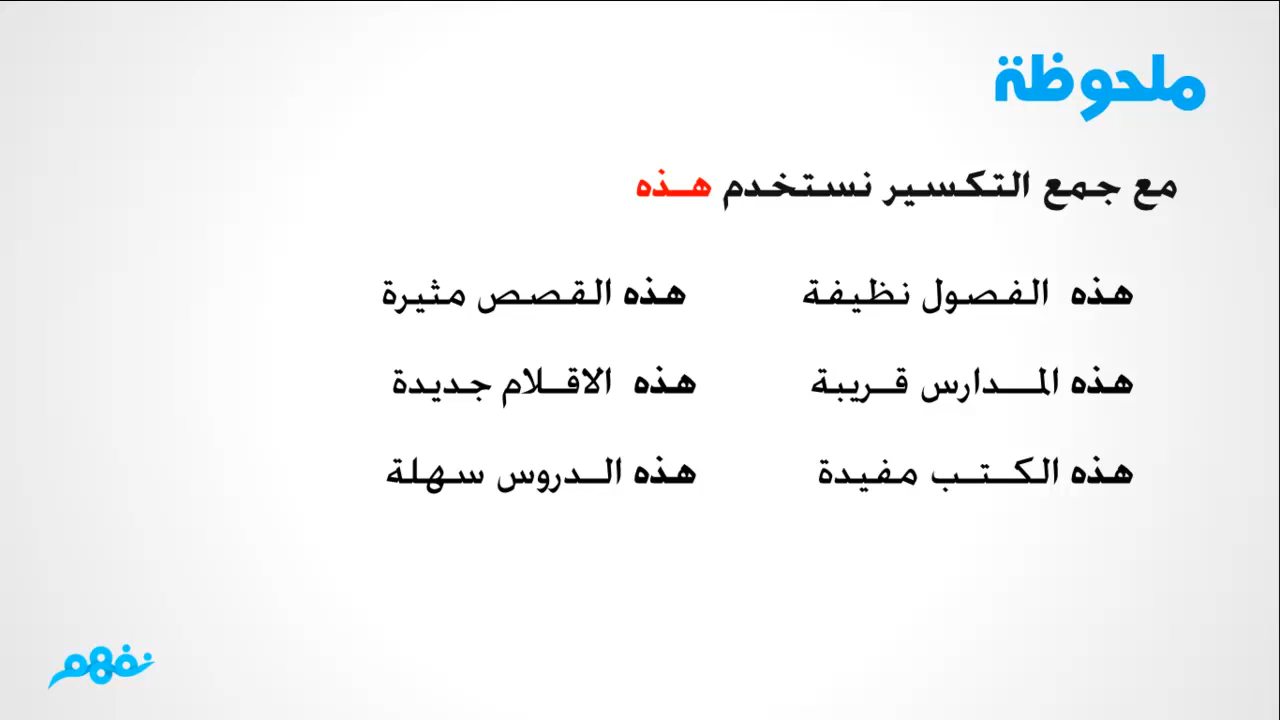 ملحوظة
مع جمع التكسير نستخدم هذه
هذه الفصول نظيفة
هذه القصص مثيرة
هذه المدارس قريبة
هذه الاقلام جديدة
هذه الكتب مفيدة
هذه الدروس سهلة
نفهم